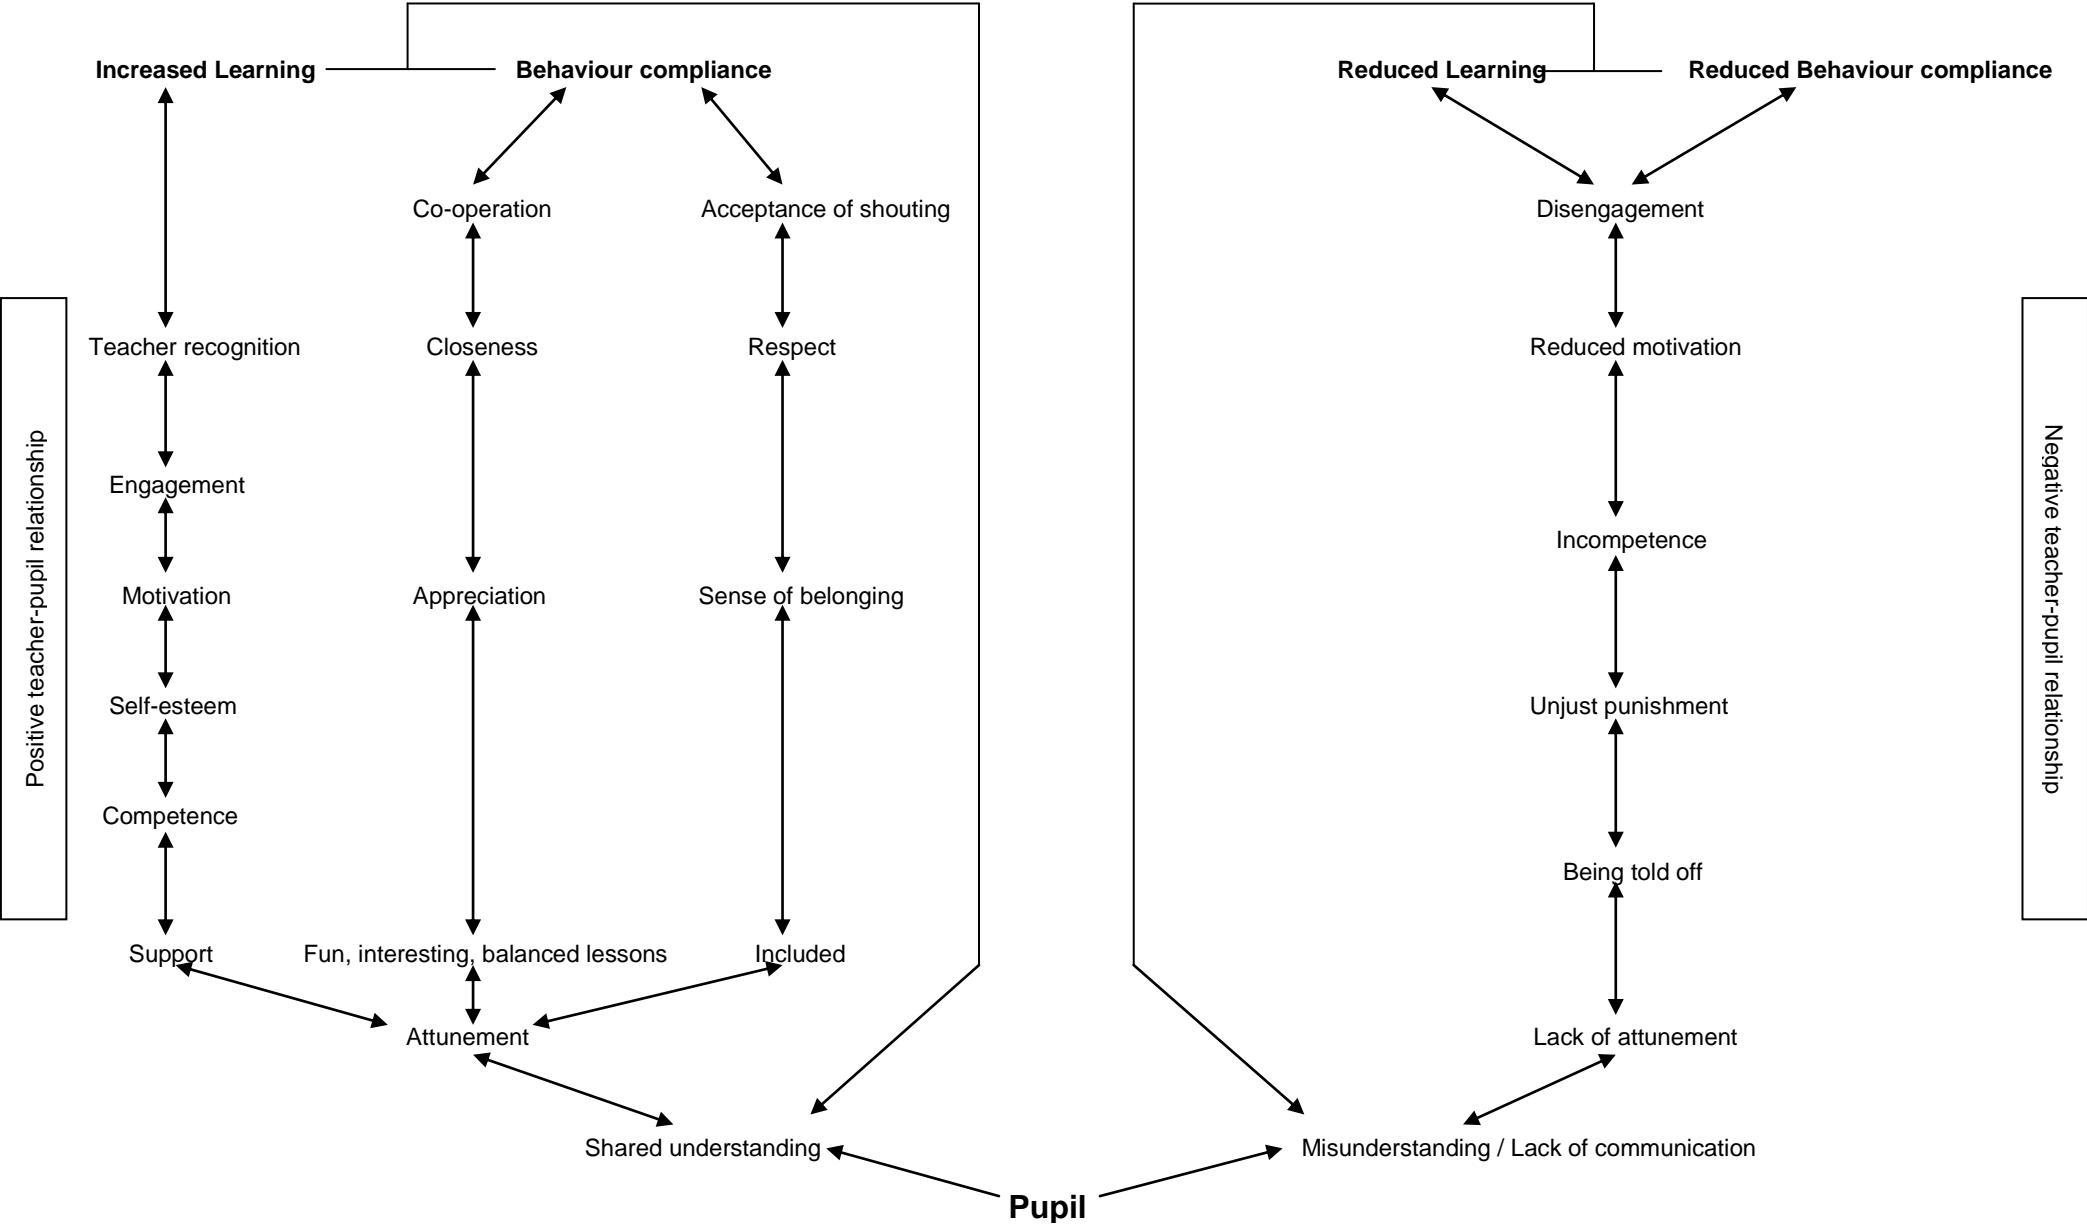 Increased Learning
Behaviour compliance
Reduced Learning
Reduced Behaviour compliance
Co-operation
Acceptance of shouting
Disengagement
Teacher recognition
Closeness
Respect
Reduced motivation
Positive teacher-pupil relationship
Negative teacher-pupil relationship
Engagement
Incompetence
Motivation
Appreciation
Sense of belonging
Self-esteem
Unjust punishment
Competence
Being told off
Support
Fun, interesting, balanced lessons
Included
Attunement
Lack of attunement
Shared understanding
Misunderstanding / Lack of communication
Pupil